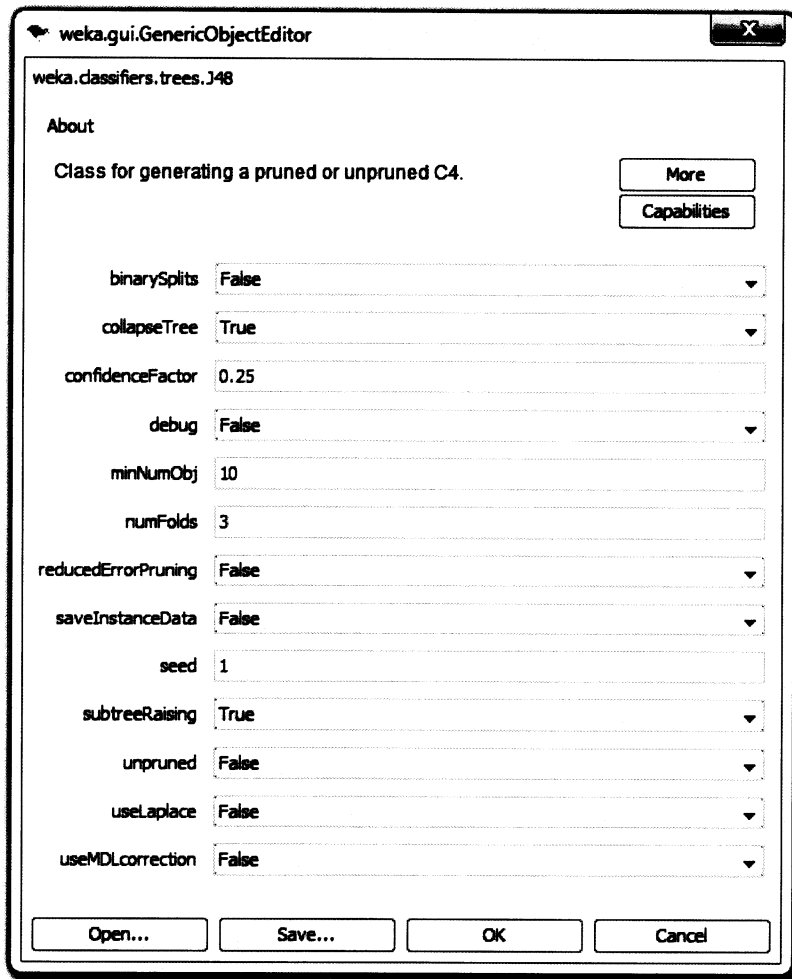 weka.gui.GenericObjectEditor
X
weka.classifiers.trees.J48
About
Class for generating a pruned or unpruned C4.
More
Capabilities
binarySplits False
collapseTree True
confidenceFactor 0.25
debug False
minNumObj 10
numFolds 3
reducedErrorPruning False
saveInstanceData False
seed 1
subtreeRaising True
unpruned False
useLaplace False
useMDLcorrection False
Open... Save... OK Cancel